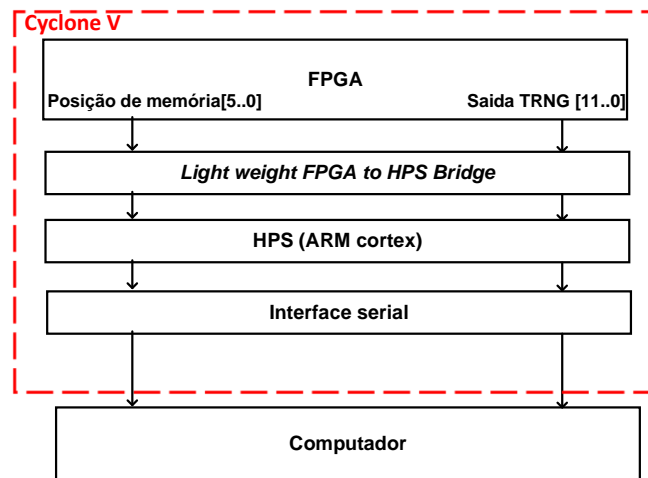 Cyclone V
FPGA
Posição de memória[5..0]
Saida TRNG [11..0]
Light weight FPGA to HPS Bridge
HPS (ARM cortex)
Interface serial
Computador